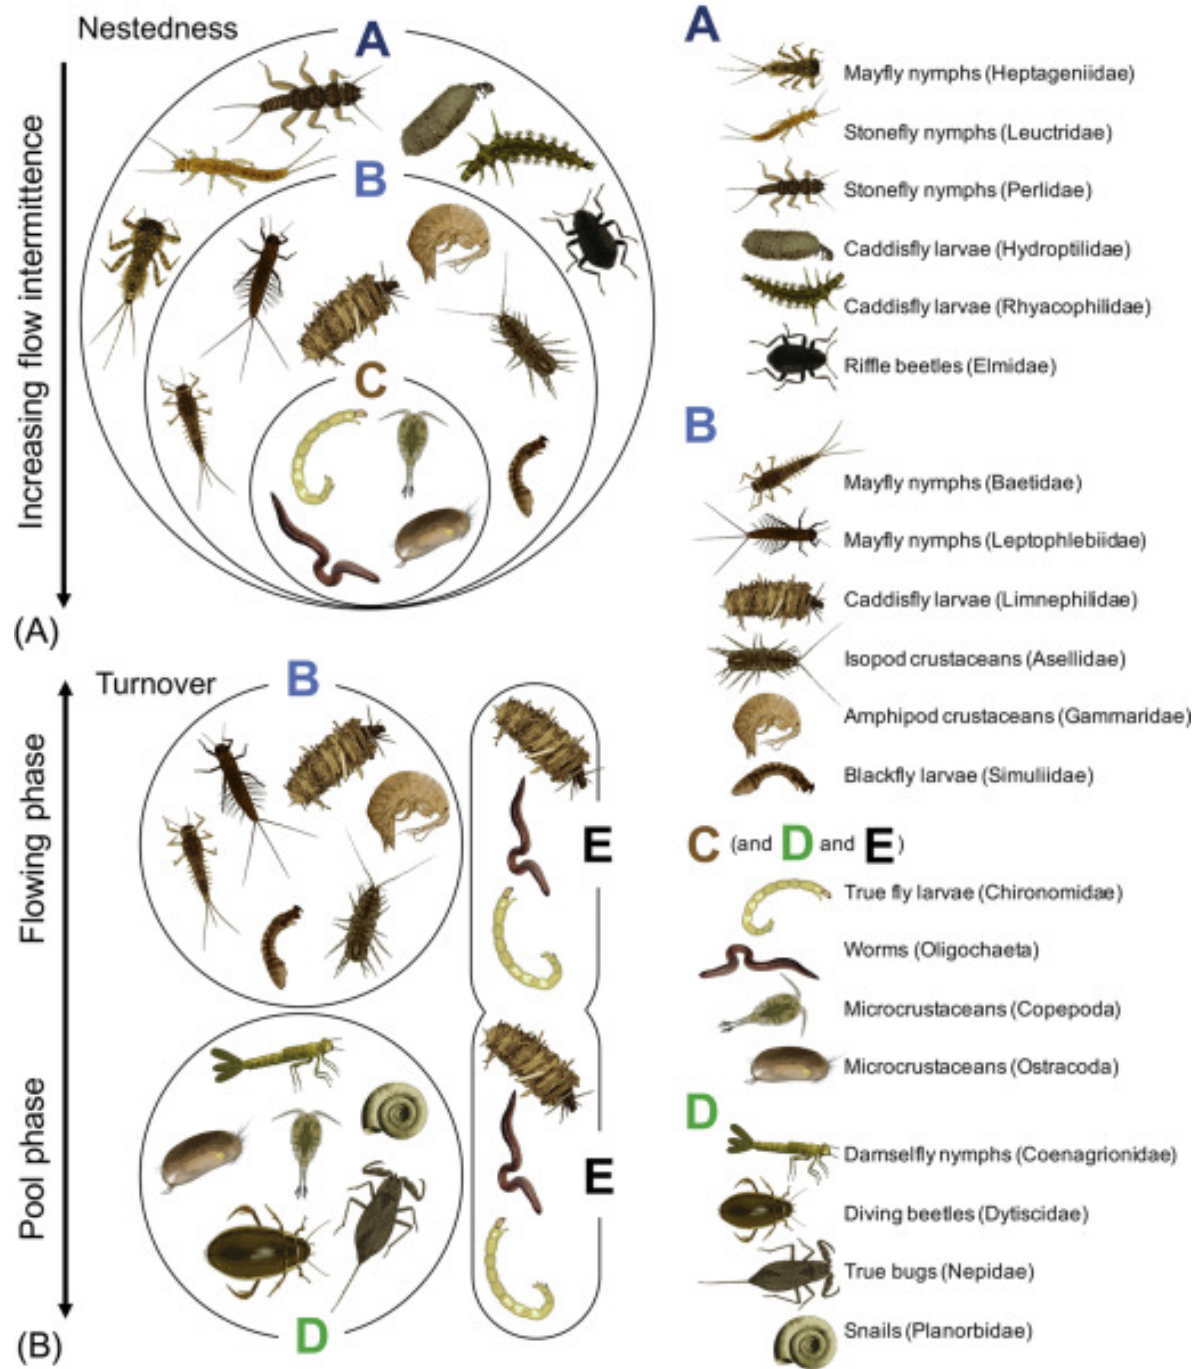 Nestedness
A
B
C
Increasing flow intermittence
(A)
Turnover
B
E
Flowing phase
E
Pool phase
D
(B)
A
Mayfly nymphs (Heptageniidae)
Stonefly nymphs (Leuctridae)
Stonefly nymphs (Perlidae)
Caddisfly larvae (Hydroptilidae)
Caddisfly larvae (Rhyacophilidae)
Riffle beetles (Elmidae)
B
Mayfly nymphs (Baetidae)
Mayfly nymphs (Leptophlebiidae)
Caddisfly larvae (Limnephilidae)
Isopod crustaceans (Asellidae)
Amphipod crustaceans (Gammaridae)
Blackfly larvae (Simuliidae)
C (and D and E)
True fly larvae (Chironomidae)
Worms (Oligochaeta)
Microcrustaceans (Copepoda)
Microcrustaceans (Ostracoda)
D
Damselfly nymphs (Coenagrionidae)
Diving beetles (Dytiscidae)
True bugs (Nepidae)
Snails (Planorbidae)